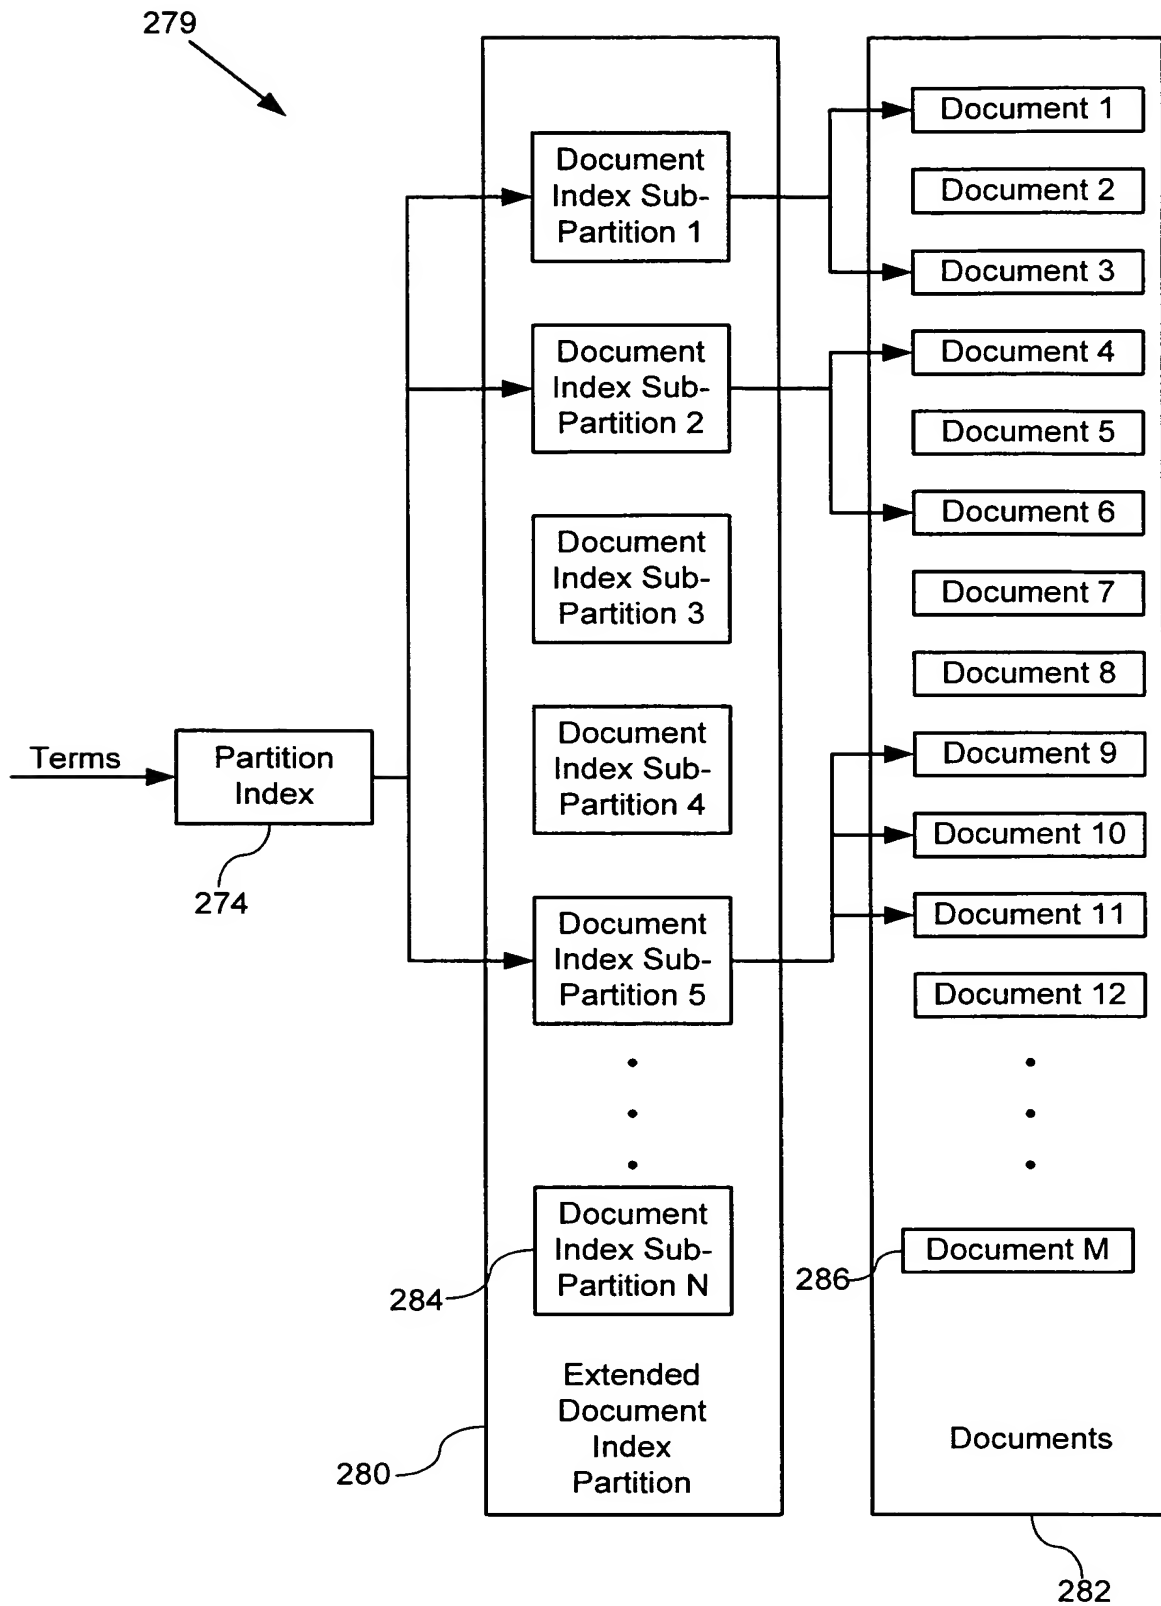 279
Terms
Partition
Index
274
Document
Index Sub-
Partition 1
Document
Index Sub-
Partition 2
Document
Index Sub-
Partition 3
Document
Index Sub-
Partition 4
Document
Index Sub-
Partition 5
Document
Index Sub-
Partition N
284
Extended
Document
Index
Partition
280
Document 1
Document 2
Document 3
Document 4
Document 5
Document 6
Document 7
Document 8
Document 9
Document 10
Document 11
Document 12
Document M
286
Documents
282